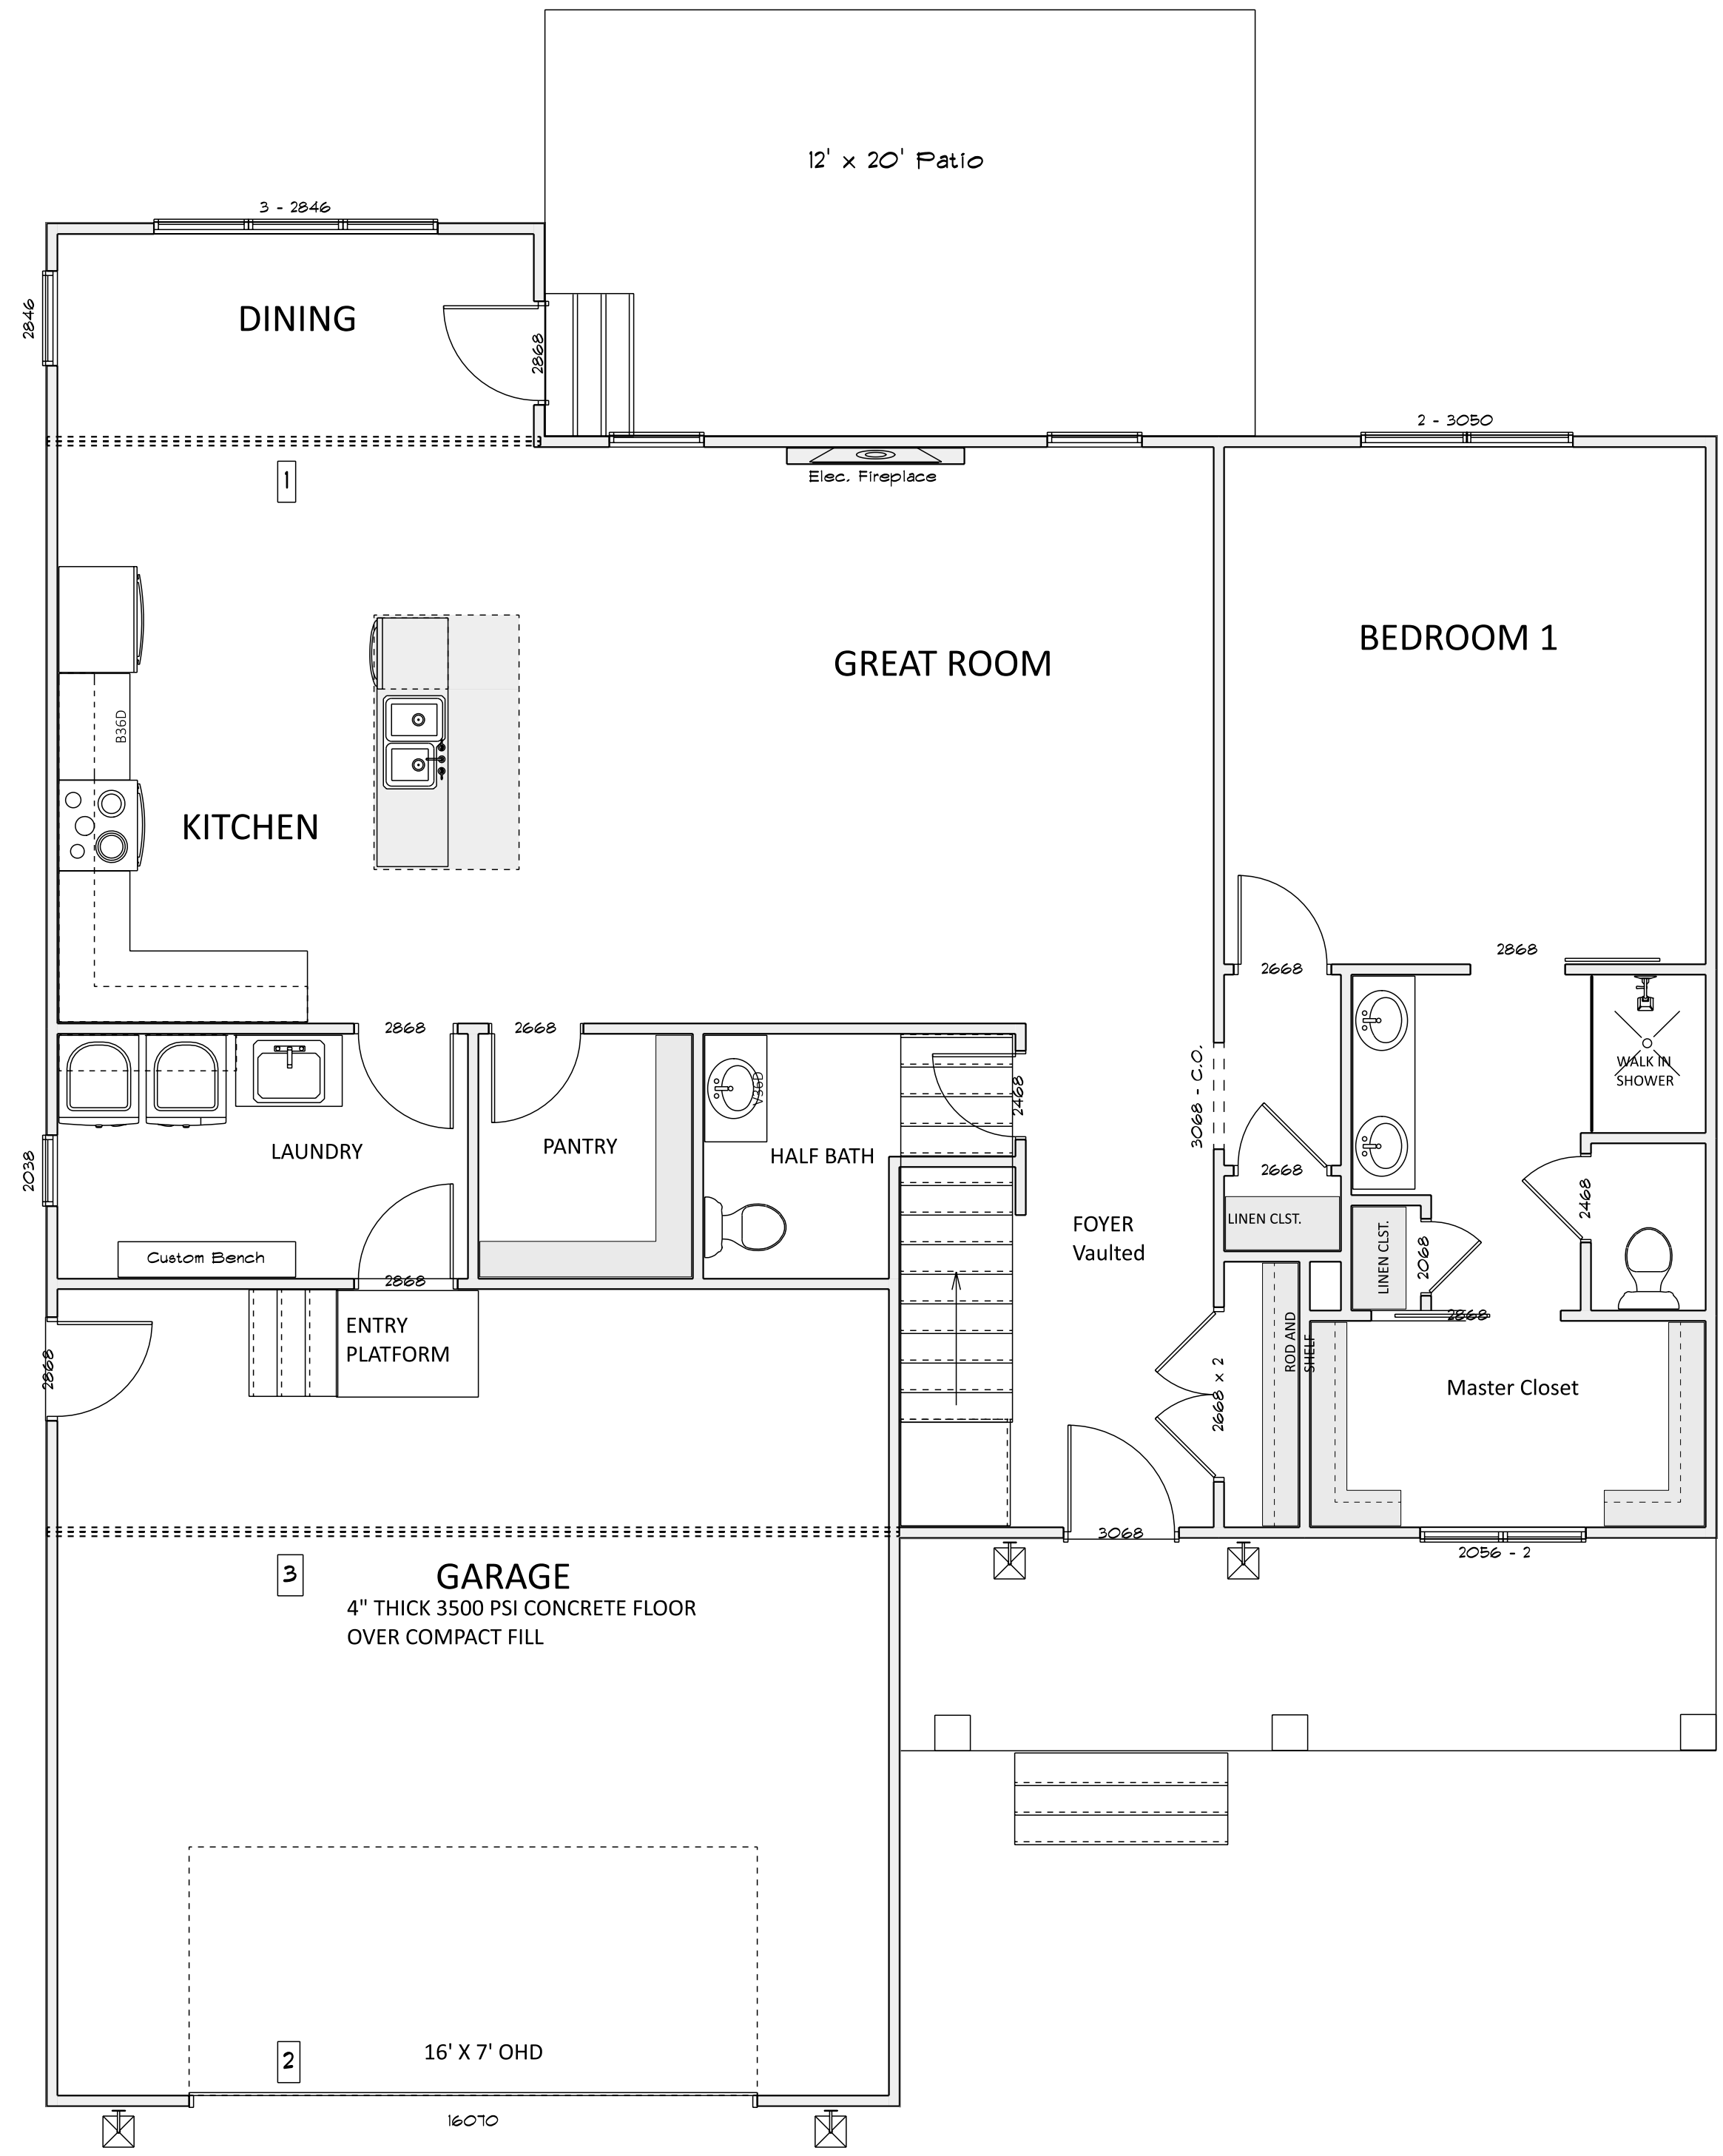 12' x 20' Patio
3 - 2846
2846
DINING
2868
2 - 3050
1
Elec. Fireplace
BEDROOM 1
GREAT ROOM
B36D
KITCHEN
2868
2668
2868
2668
3068 - C.O.
WALK IN
SHOWER
2468
V36D
LAUNDRY
PANTRY
HALF BATH
2038
2668
2468
LINEN CLST.
FOYER
Vaulted
LINEN CLST.
2068
Custom Bench
2868
2868
ENTRY
PLATFORM
ROD AND
SHELF
2868
2668 x 2
Master Closet
3068
2056 - 2
3
GARAGE
4" THICK 3500 PSI CONCRETE FLOOR
OVER COMPACT FILL
2
16' X 7' OHD
16070